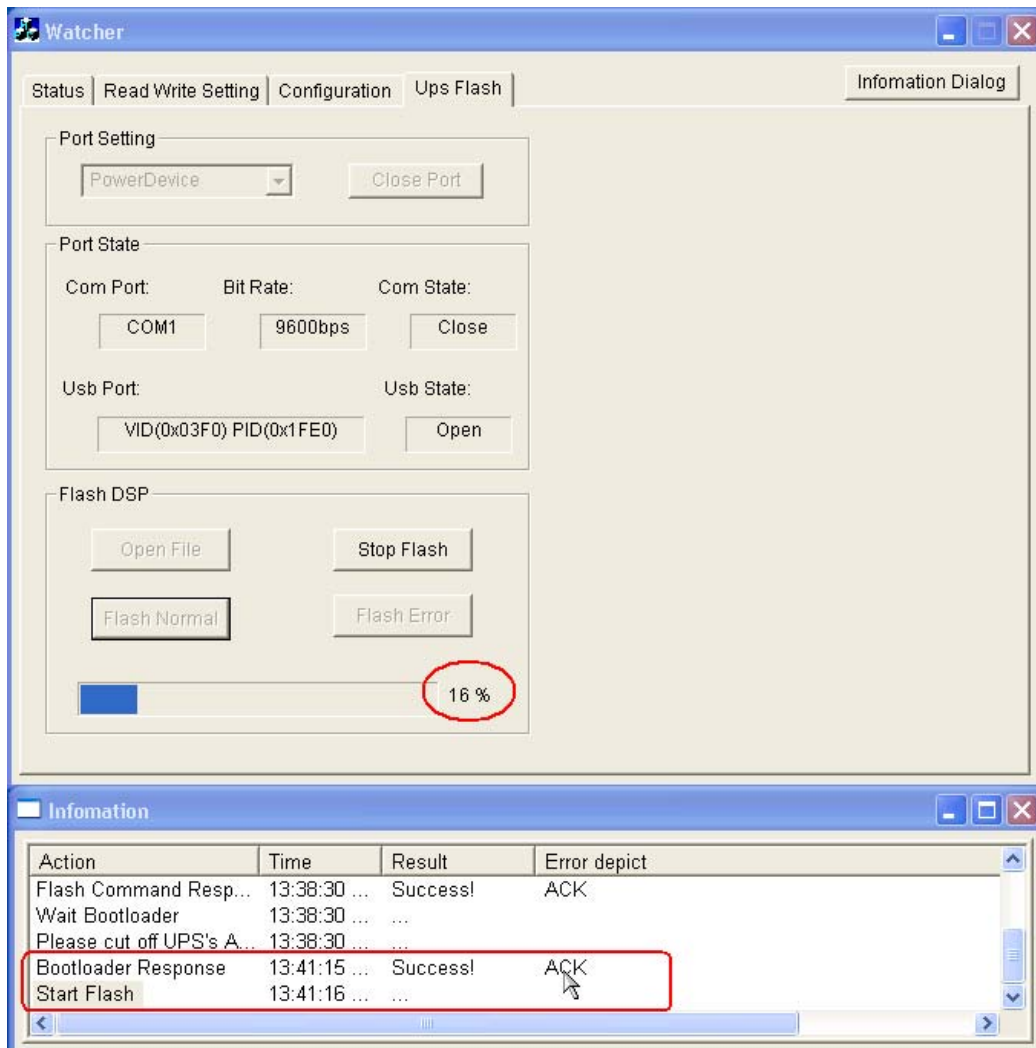 Watcher
Status Read Write Setting Configuration Ups Flash Infomation Dialog
Port Setting
PowerDevice Close Port
Port State
Com Port: Bit Rate: Com State:
COM1 9600bps Close
Usb Port: Usb State:
VID(0x03F0) PID(0x1FE0) Open
Flash DSP
Open File Stop Flash
Flash Normal Flash Error
16 %
Infomation
Action Time Result Error depict
Flash Command Resp... 13:38:30 ... Success! ACK
Wait Bootloader 13:38:30 ... ...
Please cut off UPS's A... 13:38:30 ... ...
Bootloader Response 13:41:15 ... Success! ACK
Start Flash 13:41:16 ... ...